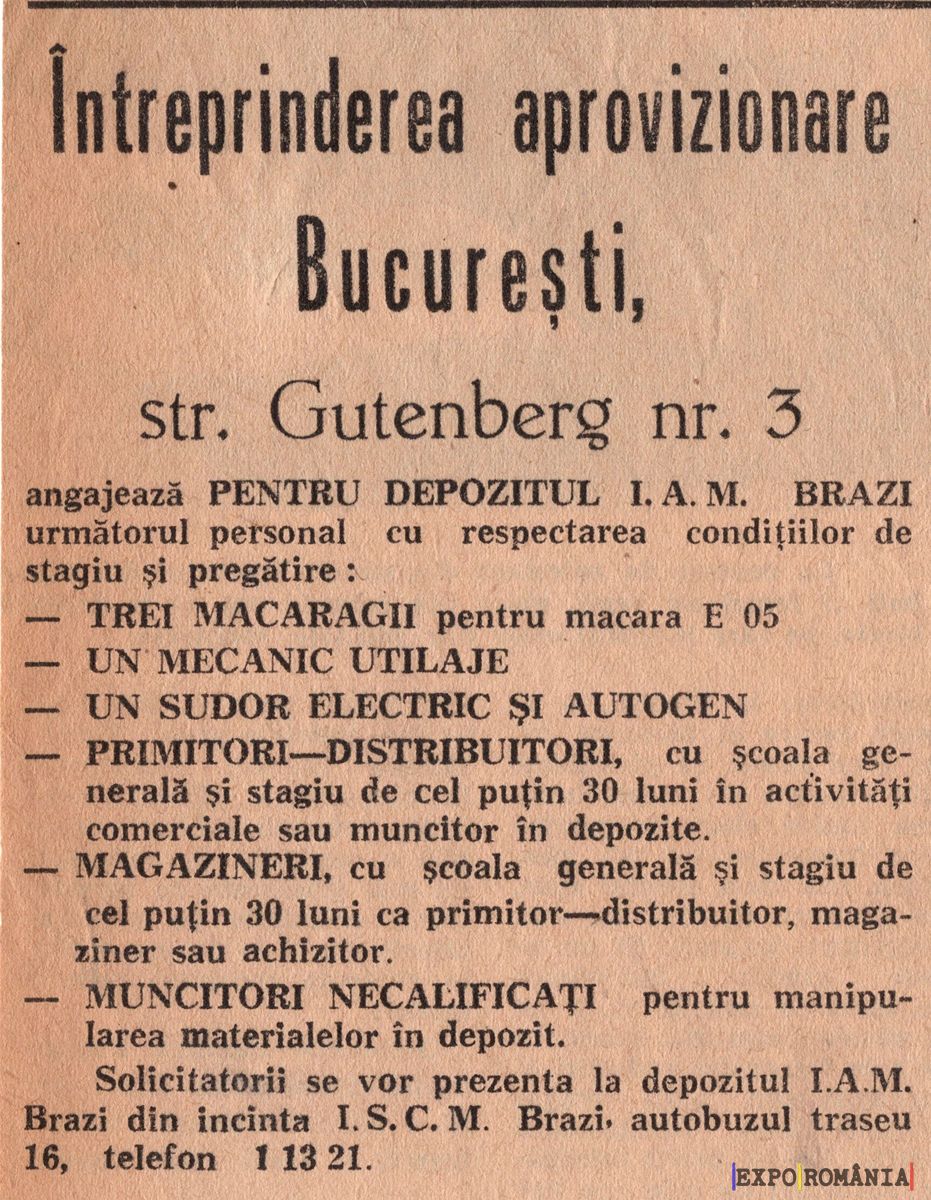 Întreprinderea aprovizionare
București,
str. Gutenberg nr. 3
angajează PENTRU DEPOZITUL I. A. M. BRAZI
următorul personal cu respectarea condițiilor de
stagiu și pregătire :
— TREI MACARAGII pentru macara E 05
— UN MECANIC UTILAJE
— UN SUDOR ELECTRIC ȘI AUTOGEN
— PRIMITORI—DISTRIBUITORI, cu școala ge-
nerală și stagiu de cel puțin 30 luni în activități
comerciale sau muncitor în depozite.
— MAGAZINERI, cu școala generală și stagiu de
cel puțin 30 luni ca primitor—distribuitor, maga-
ziner sau achizitor.
— MUNCITORI NECALIFICAȚI pentru manipu-
larea materialelor în depozit.
Solicitatorii se vor prezenta la depozitul I.A.M.
Brazi din incinta I. S. C. M. Brazi, autobuzul traseu
16, telefon 1 13 21.
EXPO ROMÂNIA